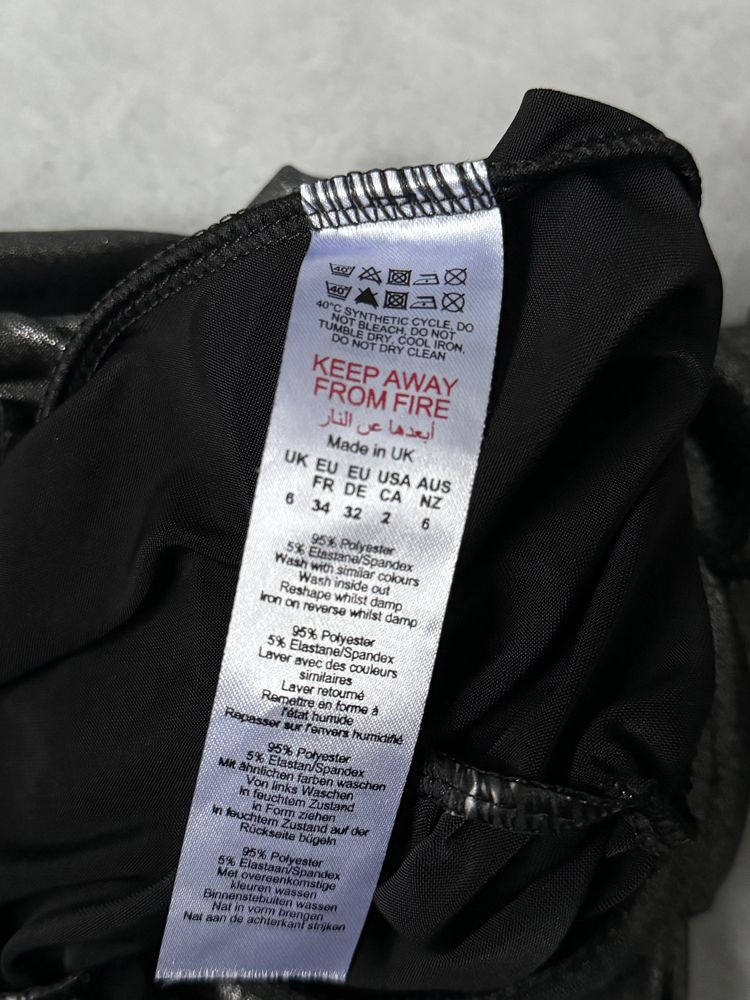 40
40
40°C SYNTHETIC CYCLE, DO
NOT BLEACH, DO NOT
TUMBLE DRY, COOL IRON,
DO NOT DRY CLEAN
KEEP AWAY
FROM FIRE
أبعدها عن النار
Made in UK
UK EU EU USA AUS
FR DE CA NZ
6 34 32 2 6
95% Polyester
5% Elastane/Spandex
Wash with similar colours
Wash inside out
Reshape whilst damp
Iron on reverse whilst damp
95% Polyester
5% Elastane/Spandex
Laver avec des couleurs
similaires
Laver retourné
Remettre en forme à
l'état humide
Repasser sur l'envers humidifié
95% Polyester
5% Elastan/Spandex
Mit ähnlichen farben waschen
Von links Waschen
In feuchtem Zustand
in Form ziehen
In feuchtem Zustand auf der
Rückseite bügeln
95% Polyester
5% Elastaan/Spandex
Met overeenkomstige
kleuren wassen
Binnenstebuiten wassen
Nat in vorm brengen
Nat aan de achterkant strijken